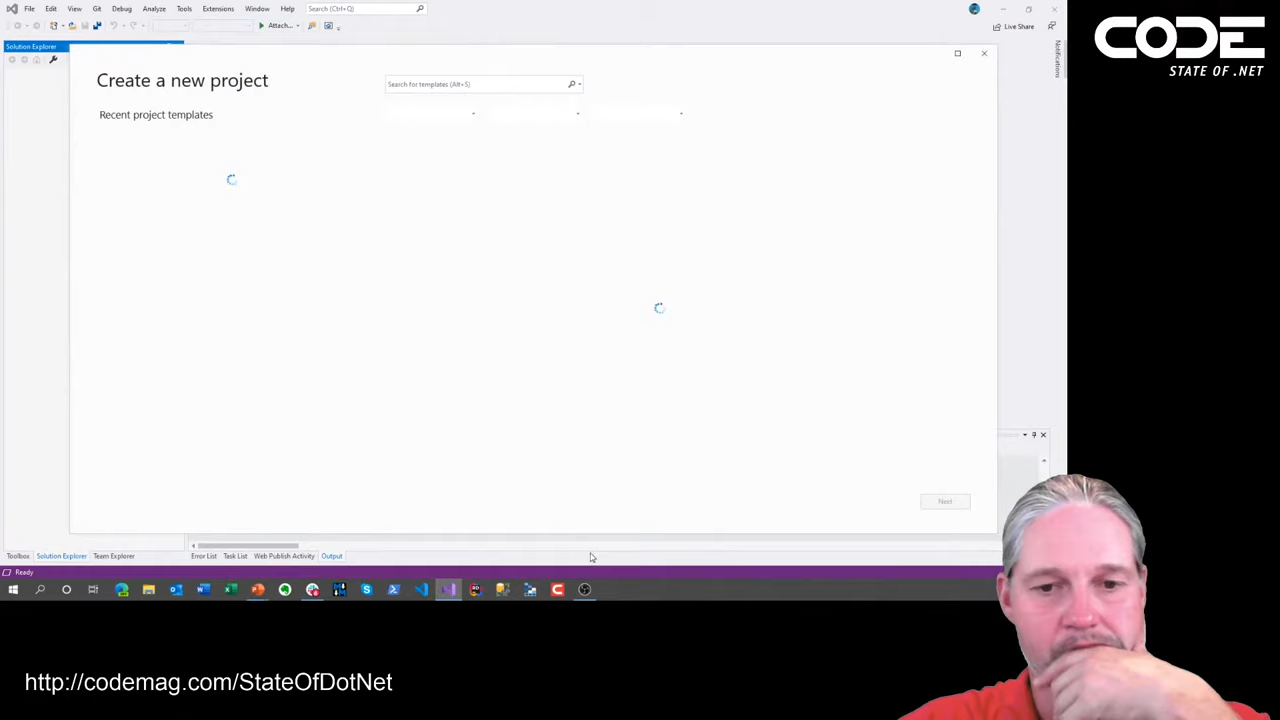 File Edit View Git Debug Analyze Tools Extensions Window Help Search (Ctrl+Q)
Attach...
Live Share
Solution Explorer
Notifications
Create a new project
Search for templates (Alt+S)
Recent project templates
Next
Toolbox Solution Explorer Team Explorer
Error List Task List Web Publish Activity Output
Ready
CODE
STATE OF .NET
http://codemag.com/StateOfDotNet